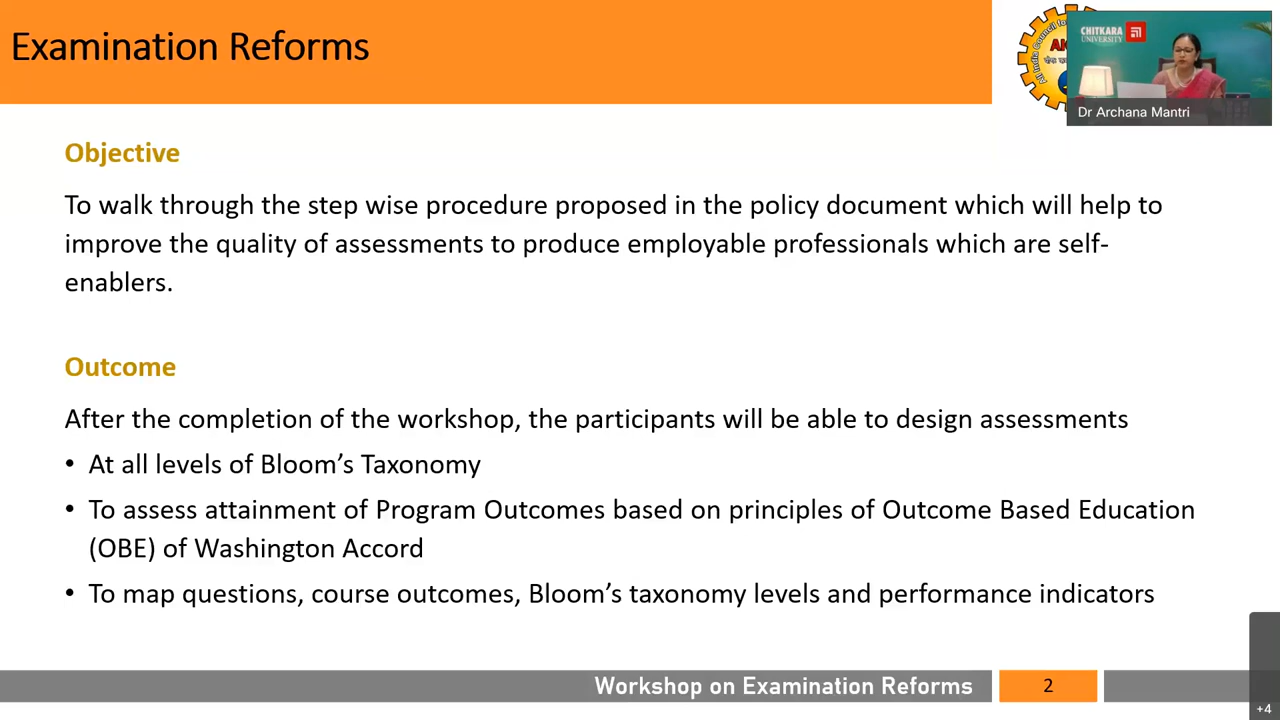 Examination Reforms
CHITKARA
UNIVERSITY
Dr Archana Mantri
Objective
To walk through the step wise procedure proposed in the policy document which will help to
improve the quality of assessments to produce employable professionals which are self-
enablers.
Outcome
After the completion of the workshop, the participants will be able to design assessments
• At all levels of Bloom’s Taxonomy
• To assess attainment of Program Outcomes based on principles of Outcome Based Education
(OBE) of Washington Accord
• To map questions, course outcomes, Bloom’s taxonomy levels and performance indicators
Workshop on Examination Reforms
2
+4